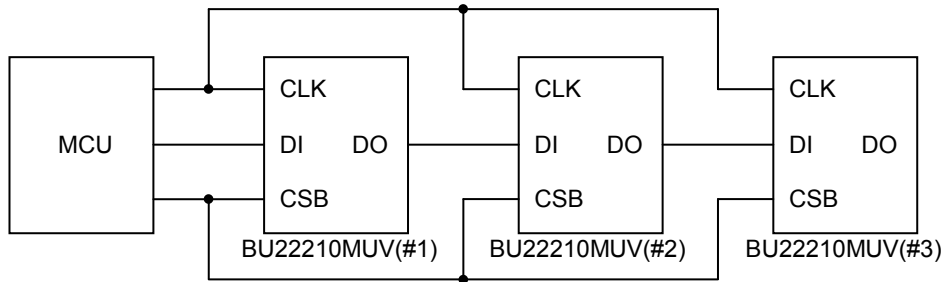 CLK CLK CLK
MCU DI DO DI DO DI DO
CSB CSB CSB
BU22210MUV(#1) BU22210MUV(#2) BU22210MUV(#3)